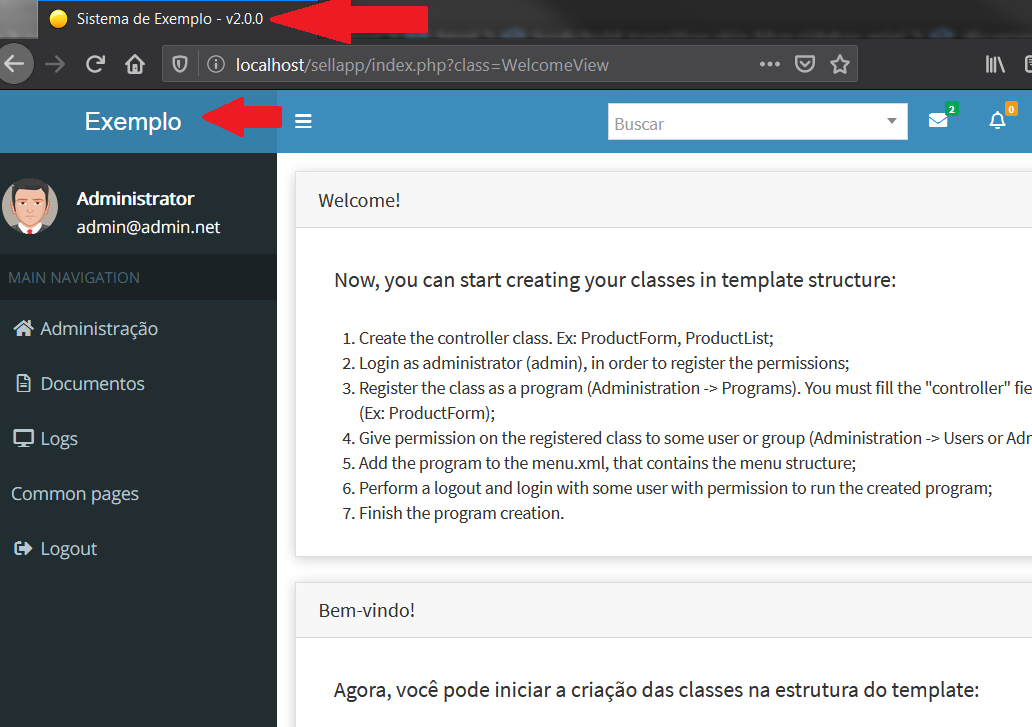 Sistema de Exemplo - v2.0.0
localhost/sellapp/index.php?class=WelcomeView
Exemplo
Buscar
2
0
Administrator
admin@admin.net
MAIN NAVIGATION
Administração
Documentos
Logs
Common pages
Logout
Welcome!
Now, you can start creating your classes in template structure:
1. Create the controller class. Ex: ProductForm, ProductList;
2. Login as administrator (admin), in order to register the permissions;
3. Register the class as a program (Administration -> Programs). You must fill the "controller" fie
(Ex: ProductForm);
4. Give permission on the registered class to some user or group (Administration -> Users or Adm
5. Add the program to the menu.xml, that contains the menu structure;
6. Perform a logout and login with some user with permission to run the created program;
7. Finish the program creation.
Bem-vindo!
Agora, você pode iniciar a criação das classes na estrutura do template: